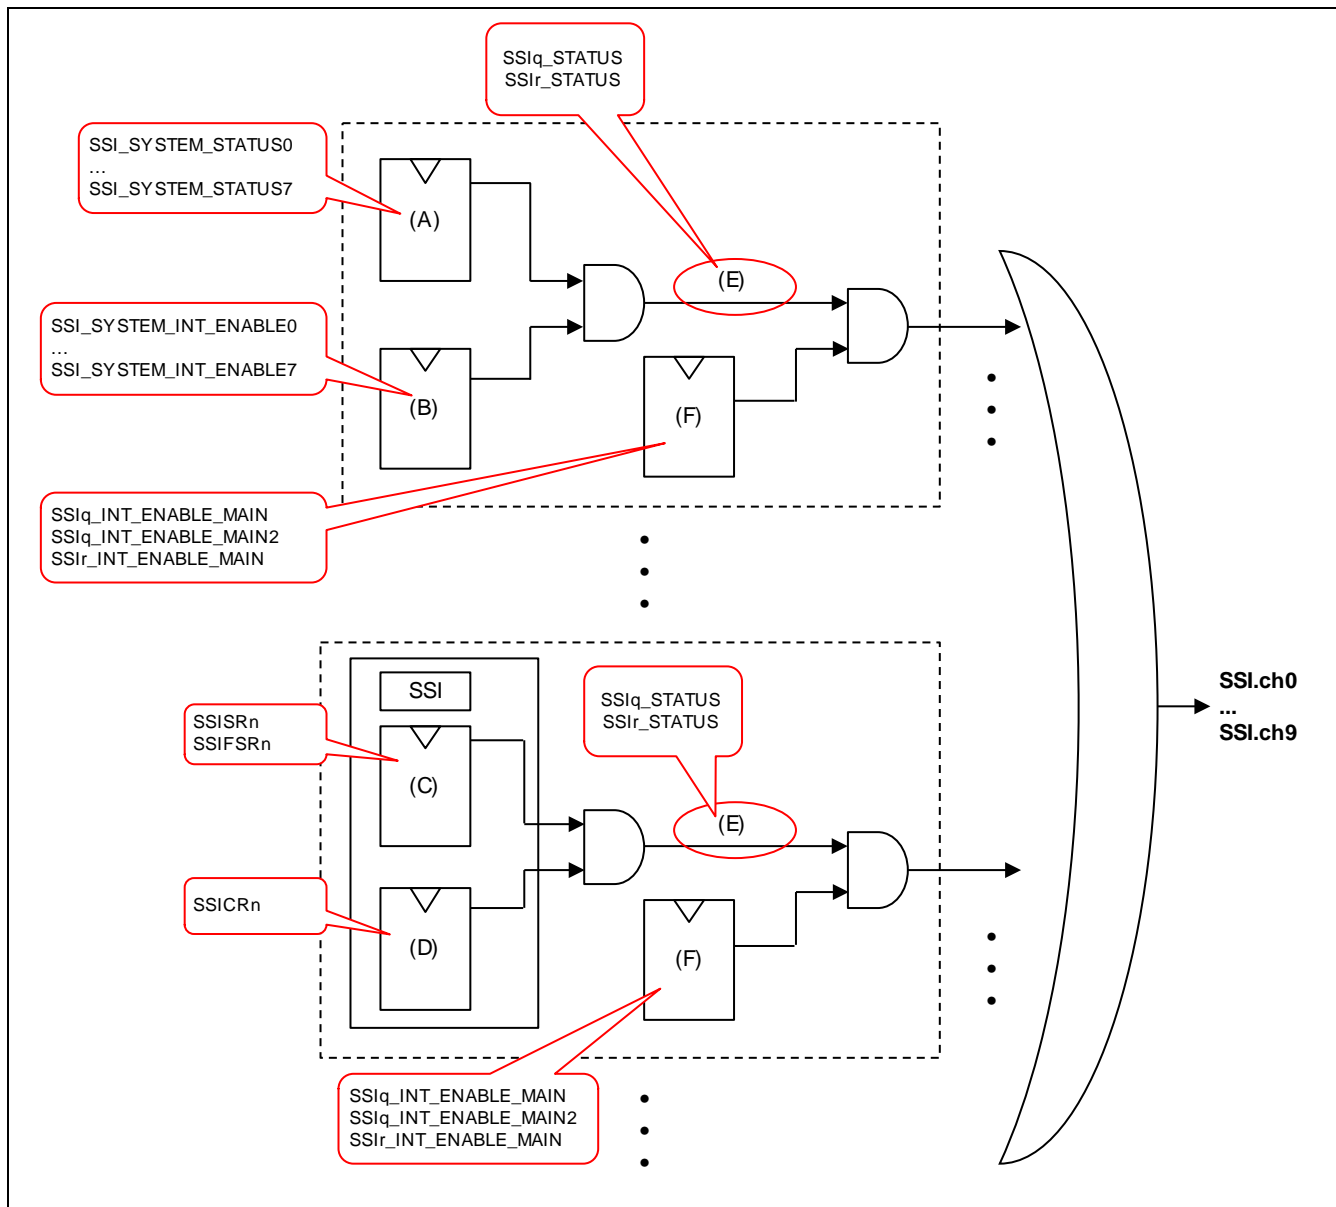 SSIq_STATUS
SSIr_STATUS
SSI_SYSTEM_STATUS0
...
SSI_SYSTEM_STATUS7
(A)
(E)
SSI_SYSTEM_INT_ENABLE0
...
SSI_SYSTEM_INT_ENABLE7
(B)
(F)
SSIq_INT_ENABLE_MAIN
SSIq_INT_ENABLE_MAIN2
SSIr_INT_ENABLE_MAIN
SSI
SSIq_STATUS
SSIr_STATUS
SSISRn
SSIFSRn
(C)
(E)
SSI.ch0
...
SSI.ch9
SSICRn
(D)
(F)
SSIq_INT_ENABLE_MAIN
SSIq_INT_ENABLE_MAIN2
SSIr_INT_ENABLE_MAIN